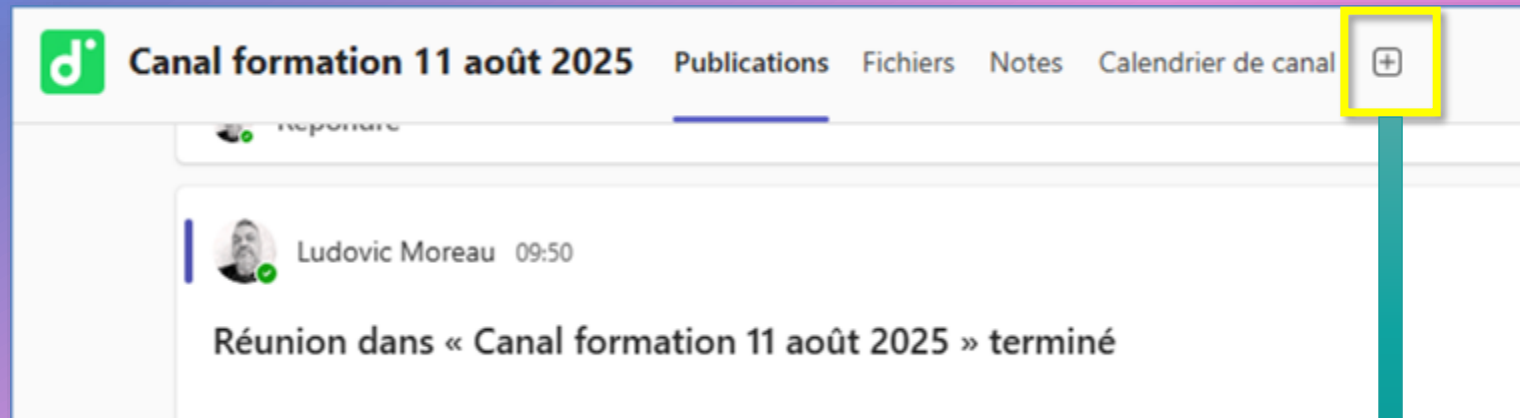 Canal formation 11 août 2025 Publications Fichiers Notes Calendrier de canal
Répondre
Ludovic Moreau 09:50
Réunion dans « Canal formation 11 août 2025 » terminé